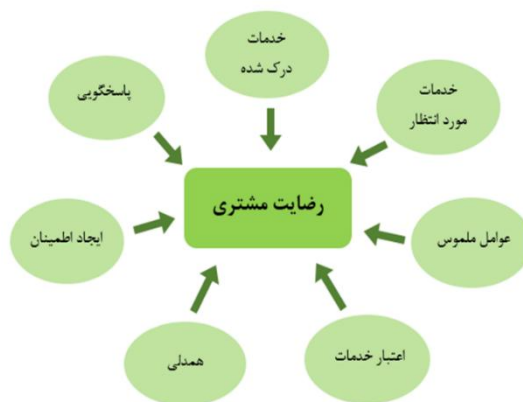 خدمات
درک شده
خدمات
مورد انتظار
پاسخگویی
رضایت مشتری
عوامل ملموس
ایجاد اطمینان
اعتبار خدمات
همدلی